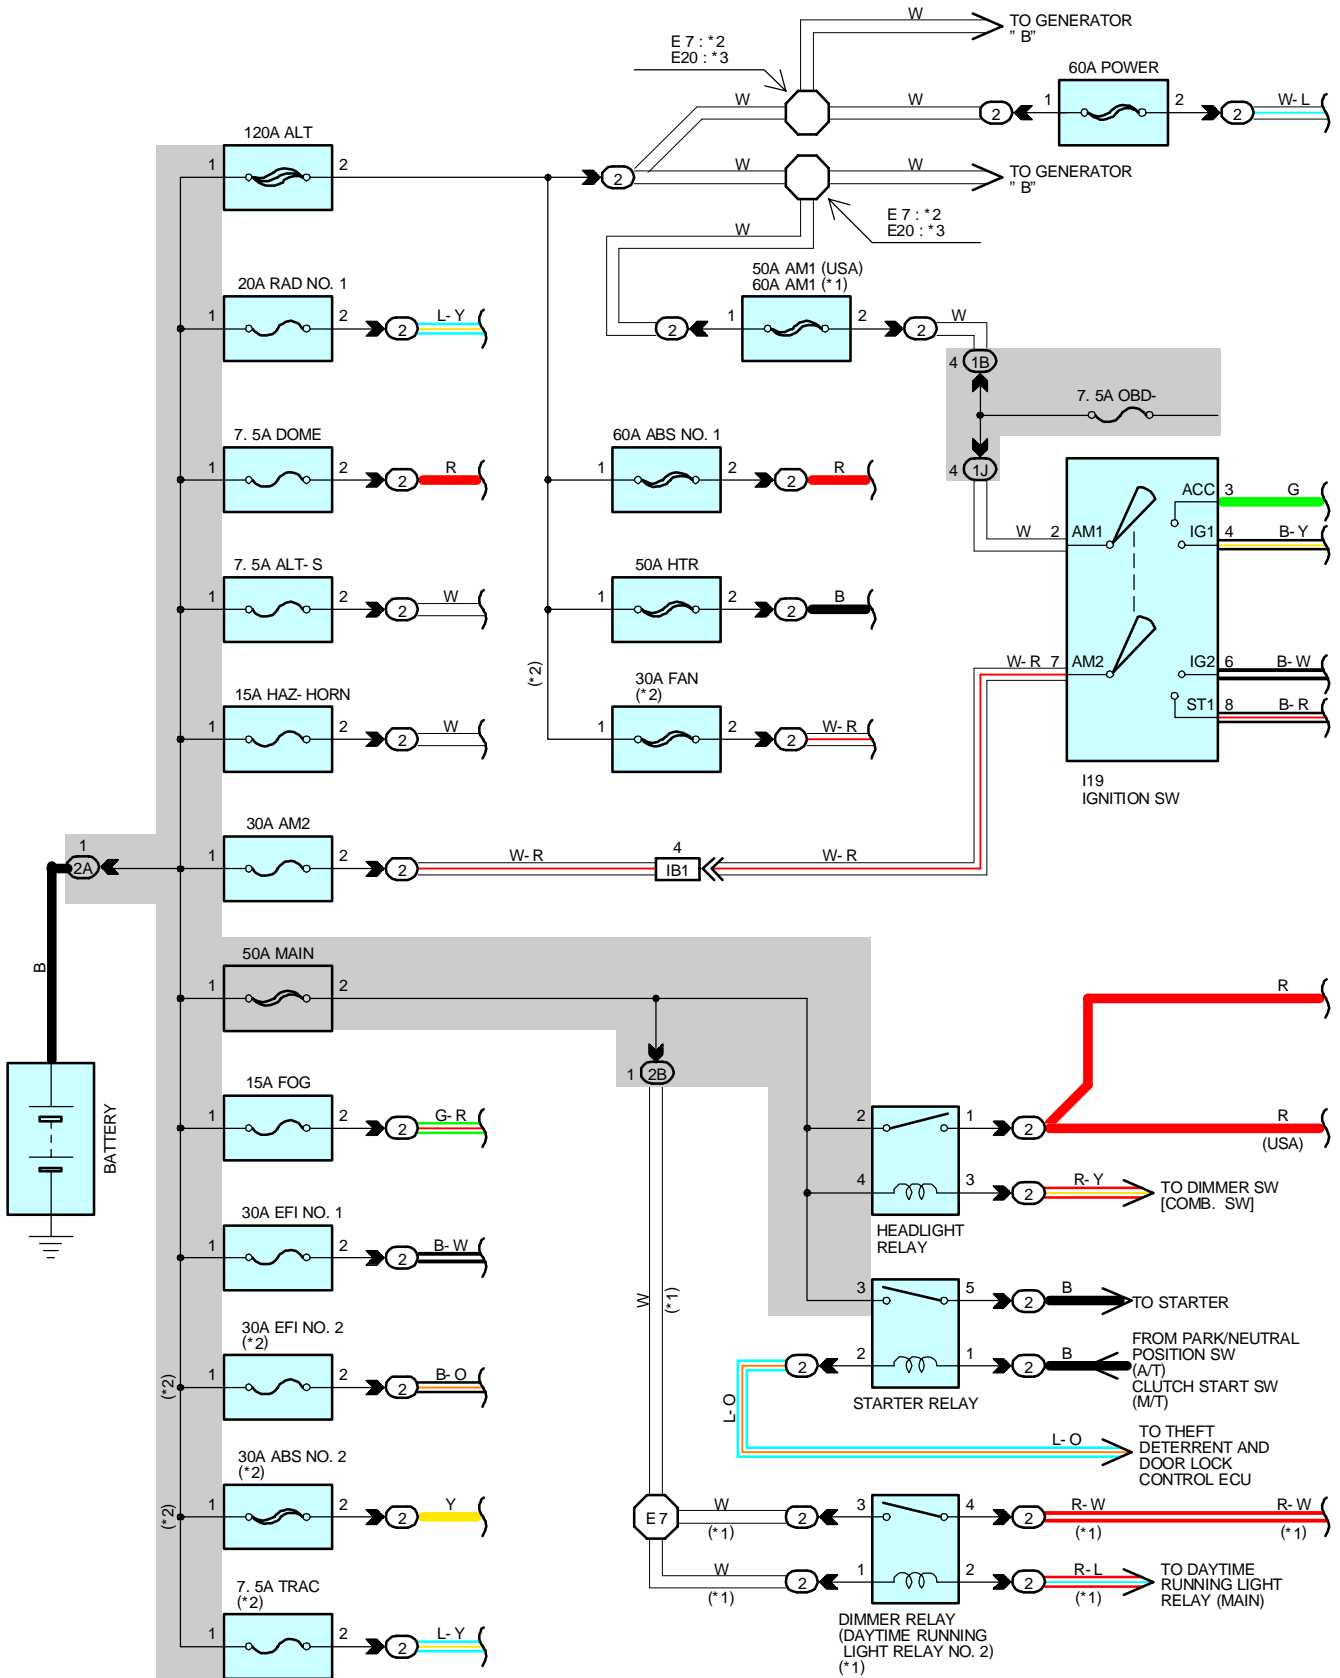 W
TO GENERATOR
" B"
E 7 : *2
E20 : *3
60A POWER
W
W
2
1
2
2
W- L
120A ALT
1
2
2
W
W
TO GENERATOR
" B"
W
E 7 : *2
E20 : *3
20A RAD NO. 1
1
2
2
L- Y
50A AM1 (USA)
60A AM1 (*1)
2
1
2
2
W
4
1B
7. 5A OBD-
4
1J
7. 5A DOME
1
2
2
R
60A ABS NO. 1
1
2
2
R
W
2
AM1
ACC
3
G
IG1
4
B- Y
7. 5A ALT- S
1
2
2
W
50A HTR
1
2
2
B
(*2)
W- R
7
AM2
IG2
6
B- W
ST1
8
B- R
15A HAZ- HORN
1
2
2
W
30A FAN
(*2)
1
2
2
W- R
I19
IGNITION SW
1
2A
30A AM2
1
2
2
W- R
4
IB1
W- R
B
BATTERY
50A MAIN
1
2
R
1
2B
15A FOG
1
2
2
G- R
2
1
2
R
(USA)
4
3
2
R- Y
TO DIMMER SW
[COMB. SW]
HEADLIGHT
RELAY
30A EFI NO. 1
1
2
2
B- W
W
(*1)
3
5
2
B
TO STARTER
2
2
1
2
B
FROM PARK/NEUTRAL
POSITION SW
(A/T)
CLUTCH START SW
(M/T)
STARTER RELAY
30A EFI NO. 2
(*2)
(*2)
1
2
2
B- O
L- O
L- O
TO THEFT
DETERRENT AND
DOOR LOCK
CONTROL ECU
30A ABS NO. 2
(*2)
(*2)
1
2
2
Y
E 7
W
(*1)
2
3
4
2
R- W
(*1)
R- W
(*1)
W
(*1)
2
1
2
2
R- L
(*1)
TO DAYTIME
RUNNING LIGHT
RELAY (MAIN)
7. 5A TRAC
(*2)
1
2
2
L- Y
DIMMER RELAY
(DAYTIME RUNNING
LIGHT RELAY NO. 2)
(*1)